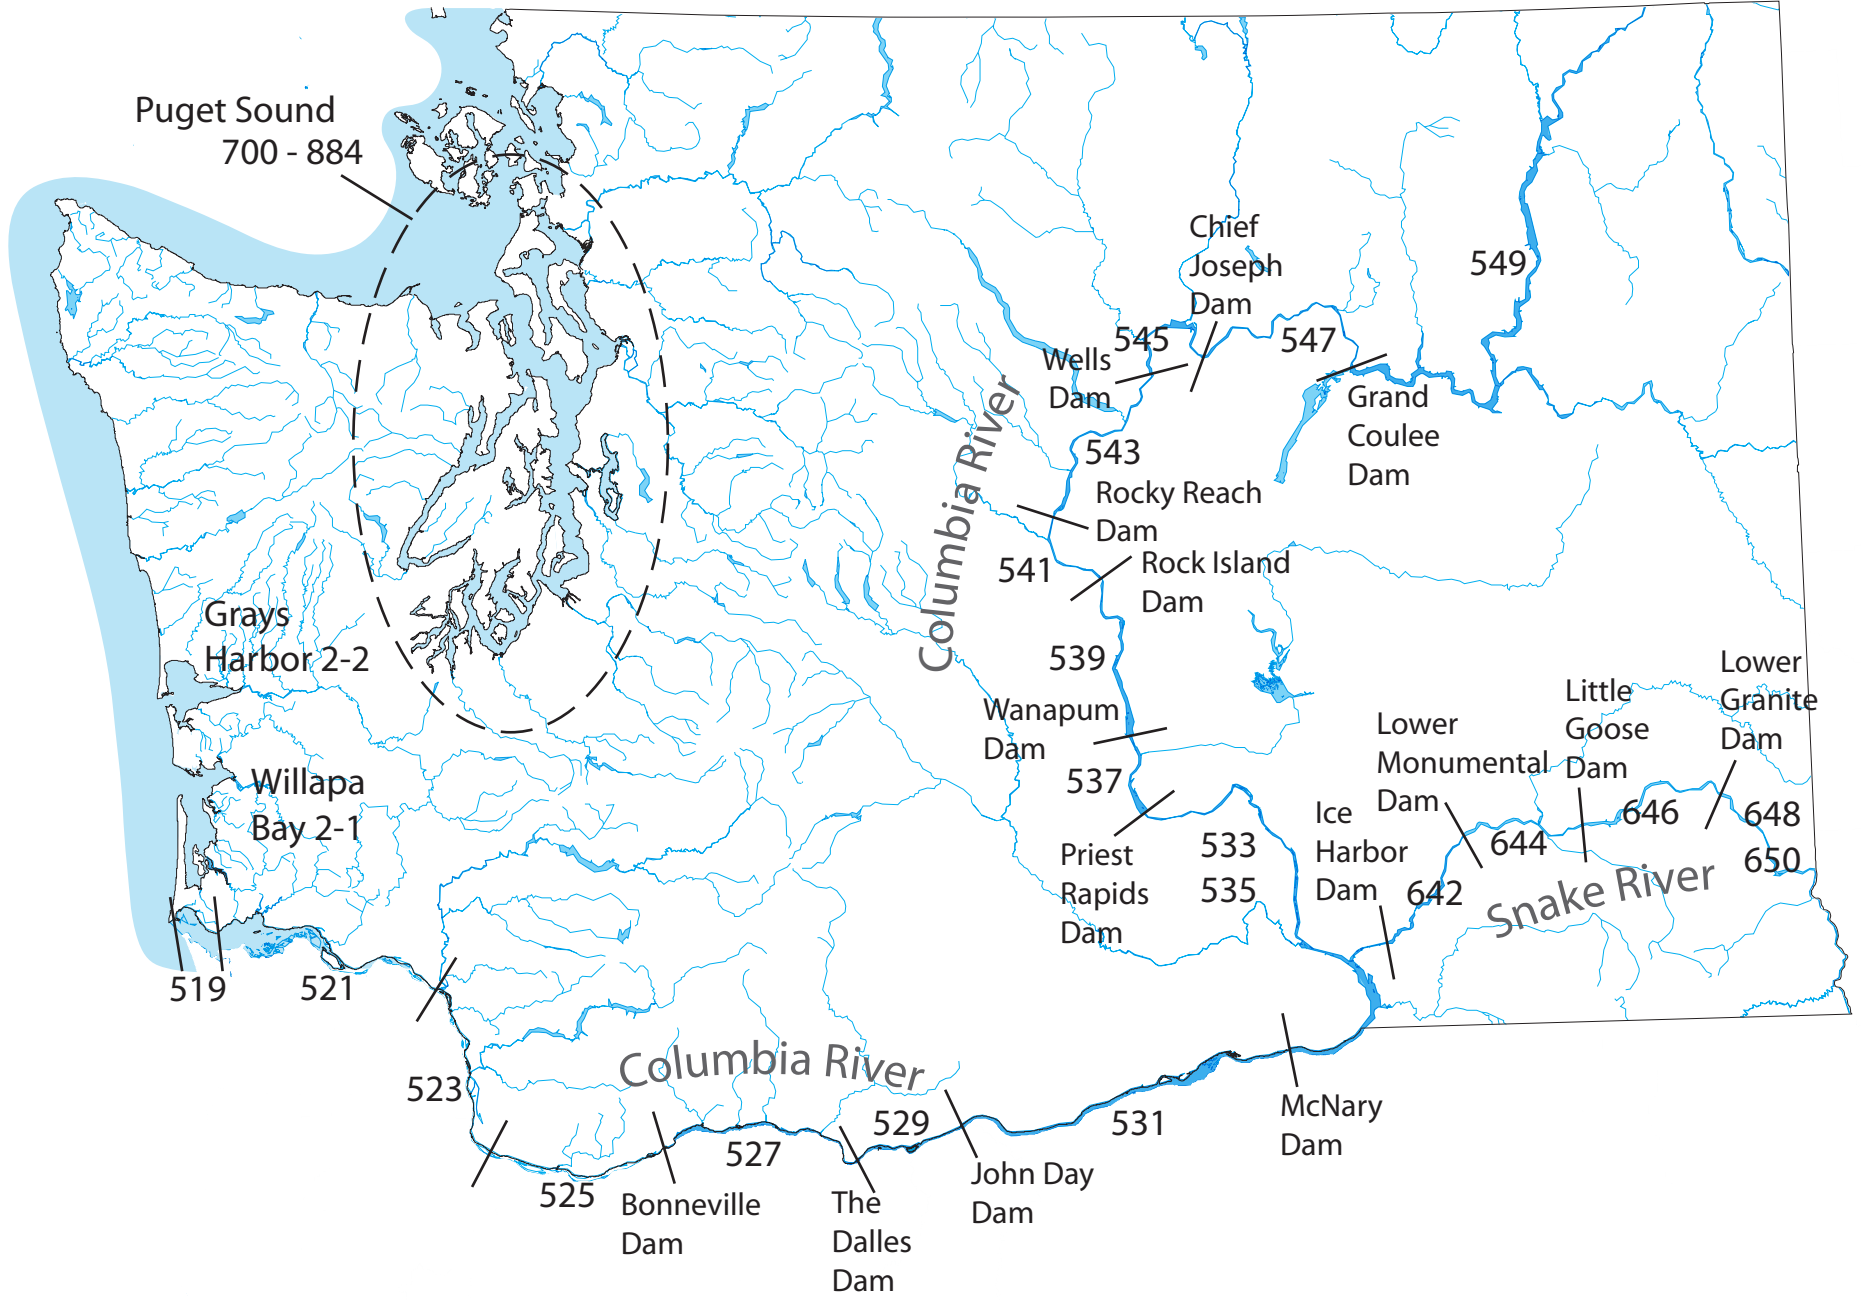 Puget Sound
700 - 884
Chief
Joseph
Dam
549
545
547
Wells
Dam
Grand
Coulee
Dam
Columbia River
543
Rocky Reach
Dam
541
Rock Island
Dam
Grays
Harbor 2-2
539
Wanapum
Dam
537
Lower
Granite
Dam
Little
Goose
Dam
Lower
Monumental
Dam
Willapa
Bay 2-1
Ice
Harbor
Dam
533
535
Priest
Rapids
Dam
642
644
646
648
650
Snake River
519
521
523
Columbia River
525
Bonneville
Dam
527
The
Dalles
Dam
529
John Day
Dam
531
McNary
Dam